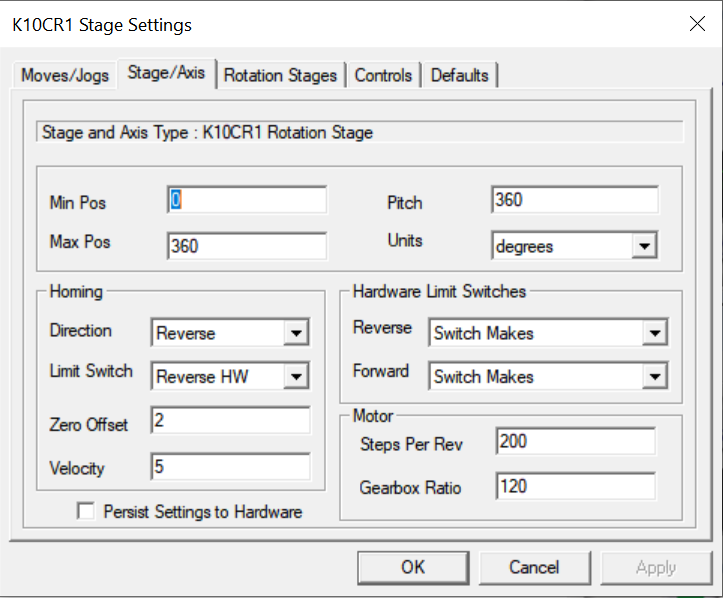 K10CR1 Stage Settings
Moves/Jogs Stage/Axis Rotation Stages Controls Defaults
Stage and Axis Type : K10CR1 Rotation Stage
Min Pos 0 Pitch 360
Max Pos 360 Units degrees
Homing
Direction Reverse
Limit Switch Reverse HW
Zero Offset 2
Velocity 5
Persist Settings to Hardware
Hardware Limit Switches
Reverse Switch Makes
Forward Switch Makes
Motor
Steps Per Rev 200
Gearbox Ratio 120
OK Cancel Apply